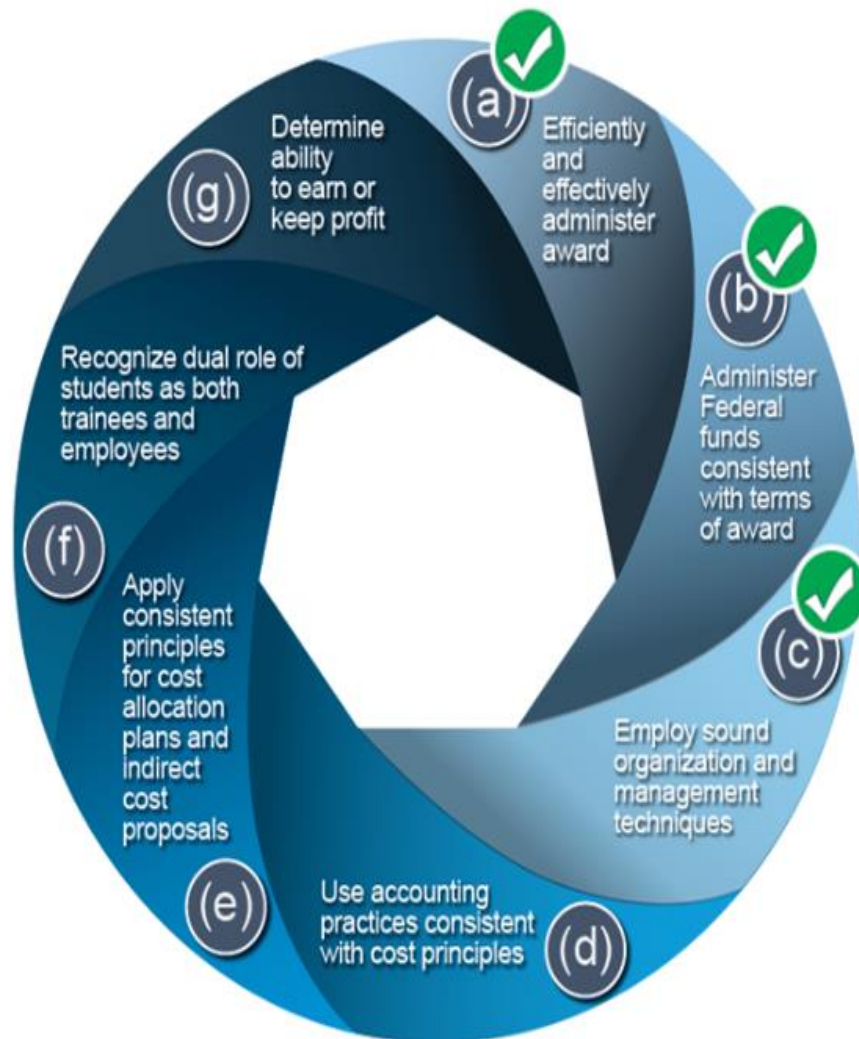 (a)
Efficiently
and
effectively
administer
award
(b)
Administer
Federal
funds
consistent
with terms
of award
(c)
Employ sound
organization and
management
techniques
(d)
Use accounting
practices consistent
with cost principles
(e)
Apply
consistent
principles
for cost
allocation
plans and
indirect
cost
proposals
(f)
Recognize dual role of
students as both
trainees and
employees
(g)
Determine
ability
to earn or
keep profit